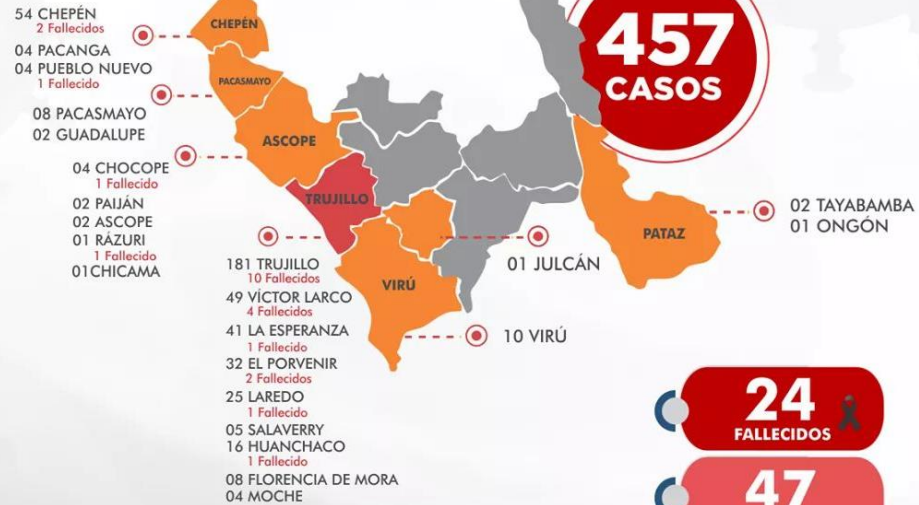 54 CHEPÉN
2 Fallecidos
04 PACANGA
04 PUEBLO NUEVO
1 Fallecido
08 PACASMAYO
02 GUADALUPE
04 CHOCOPE
1 Fallecido
02 PAIJÁN
02 ASCOPE
01 RÁZURI
1 Fallecido
01CHICAMA
CHEPÉN
PACASMAYO
ASCOPE
TRUJILLO
VIRÚ
PATAZ
457
CASOS
02 TAYABAMBA
01 ONGÓN
01 JULCÁN
10 VIRÚ
181 TRUJILLO
10 Fallecidos
49 VÍCTOR LARCO
4 Fallecidos
41 LA ESPERANZA
1 Fallecido
32 EL PORVENIR
2 Fallecidos
25 LAREDO
1 Fallecido
05 SALAVERRY
16 HUANCHACO
1 Fallecido
08 FLORENCIA DE MORA
04 MOCHE
24
FALLECIDOS
47